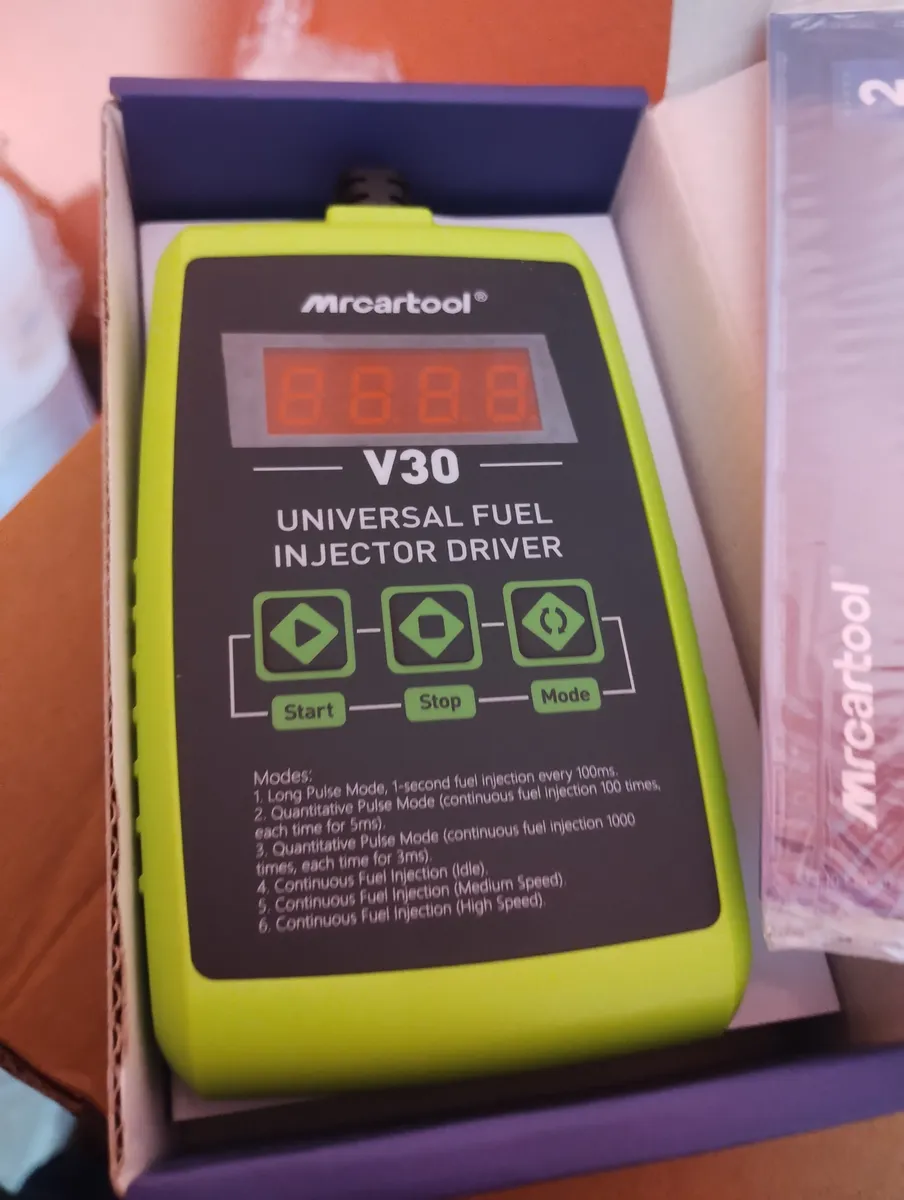 Mrcartool®
8888
V30
UNIVERSAL FUEL
INJECTOR DRIVER
Start
Stop
Mode
Modes:
1. Long Pulse Mode, 1-second fuel injection every 100ms.
2. Quantitative Pulse Mode (continuous fuel injection 100 times,
each time for 5ms).
3. Quantitative Pulse Mode (continuous fuel injection 1000
times, each time for 3ms).
4. Continuous Fuel Injection (Idle).
5. Continuous Fuel Injection (Medium Speed).
6. Continuous Fuel Injection (High Speed).
2
Mrcartool